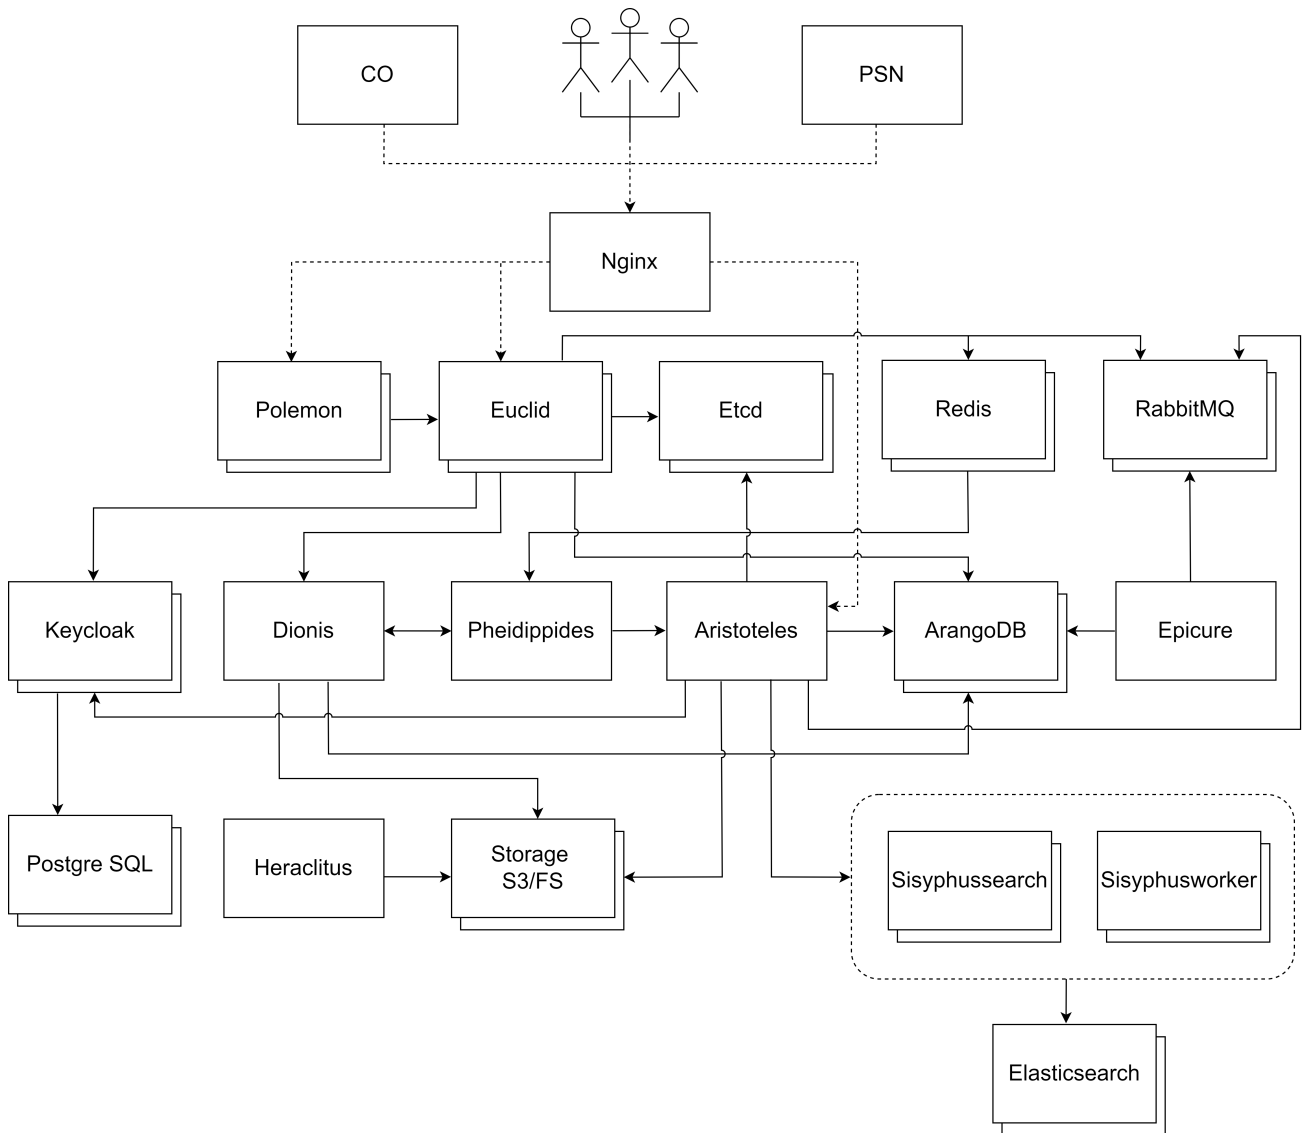 CO
PSN
Nginx
Polemon
Euclid
Etcd
Redis
RabbitMQ
Keycloak
Dionis
Pheidippides
Aristoteles
ArangoDB
Epicure
Postgre SQL
Heraclitus
Storage
S3/FS
Sisyphussearch
Sisyphusworker
Elasticsearch